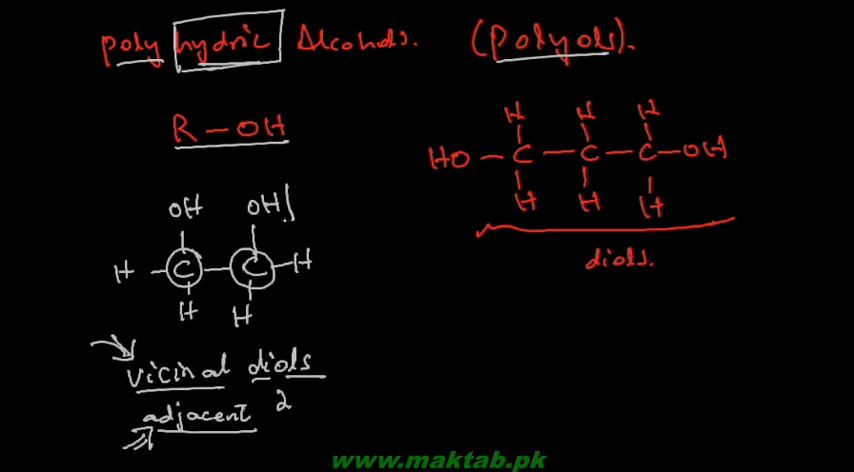 poly hydric Alcohols. (polyols).
R - OH
H H H
HO - C - C - C - OH
H H H
diols.
OH OH
H - C - C - H
H H
vicinal diols
adjacent 2
www.maktab.pk